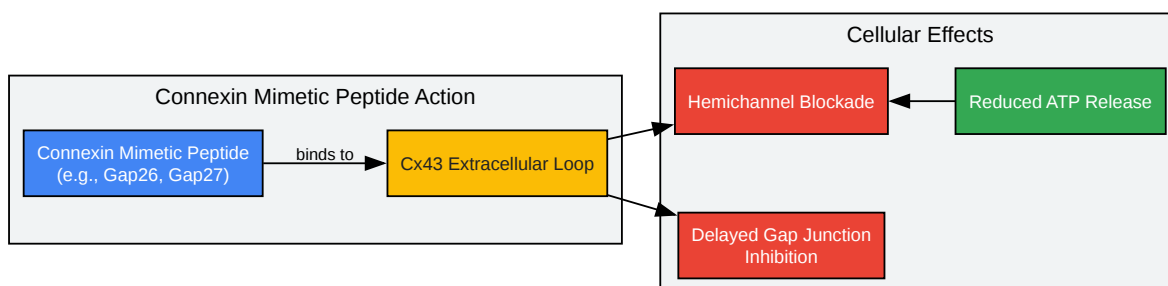 Connexin Mimetic Peptide Action
Connexin Mimetic Peptide
(e.g., Gap26, Gap27)
binds to
Cx43 Extracellular Loop
Cellular Effects
Hemichannel Blockade
Reduced ATP Release
Delayed Gap Junction
Inhibition